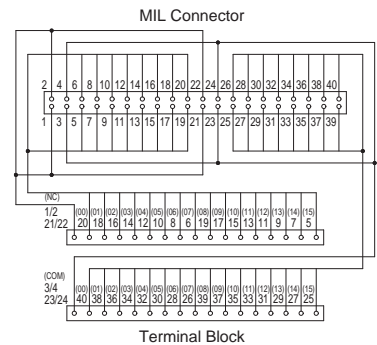 MIL Connector
2 4 6 8 10 12 14 16 18 20 22 24 26 28 30 32 34 36 38 40
1 3 5 7 9 11 13 15 17 19 21 23 25 27 29 31 33 35 37 39
(NC)
1/2 (00) (01) (02) (03) (04) (05) (06) (07) (08) (09) (10) (11) (12) (13) (14) (15)
21/22 20 18 16 14 12 10 8 6 19 17 15 13 11 9 7 5
(COM)
3/4 (00) (01) (02) (03) (04) (05) (06) (07) (08) (09) (10) (11) (12) (13) (14) (15)
23/24 40 38 36 34 32 30 28 26 39 37 35 33 31 29 27 25
Terminal Block